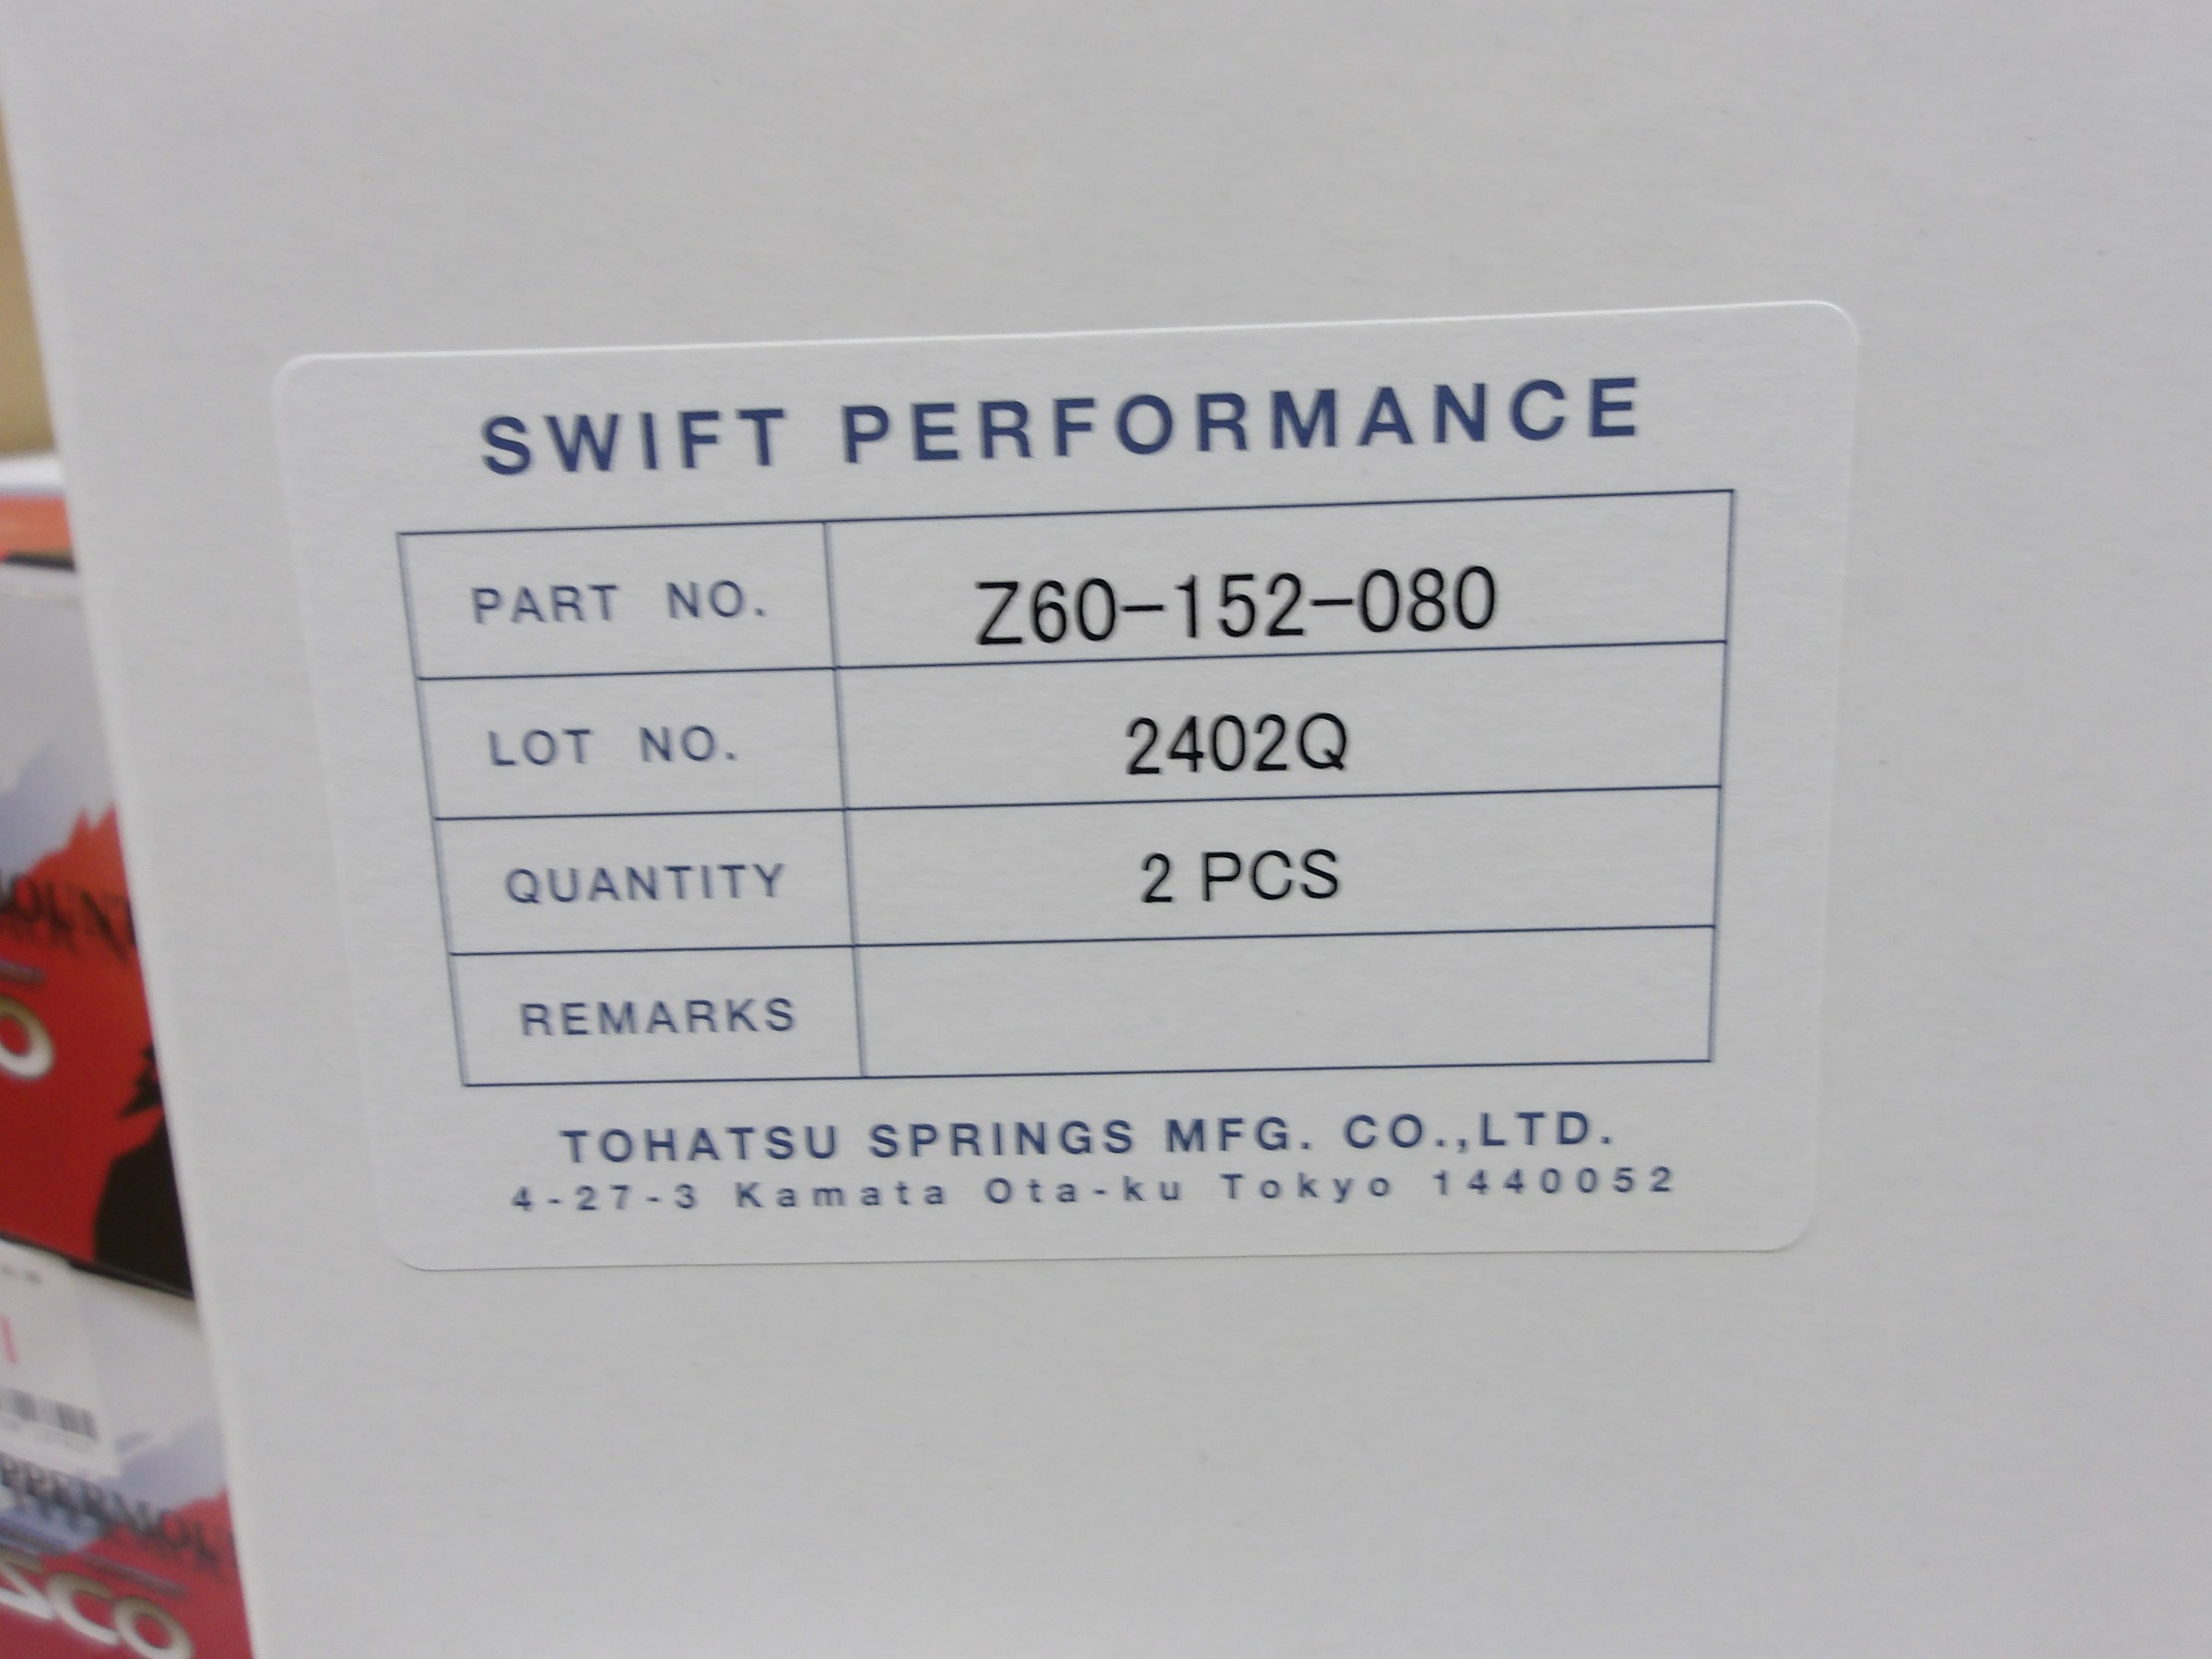 SWIFT PERFORMANCE
PART NO. Z60-152-080
LOT NO. 2402Q
QUANTITY 2 PCS
REMARKS
TOHATSU SPRINGS MFG. CO.,LTD.
4-27-3 Kamata Ota-ku Tokyo 1440052